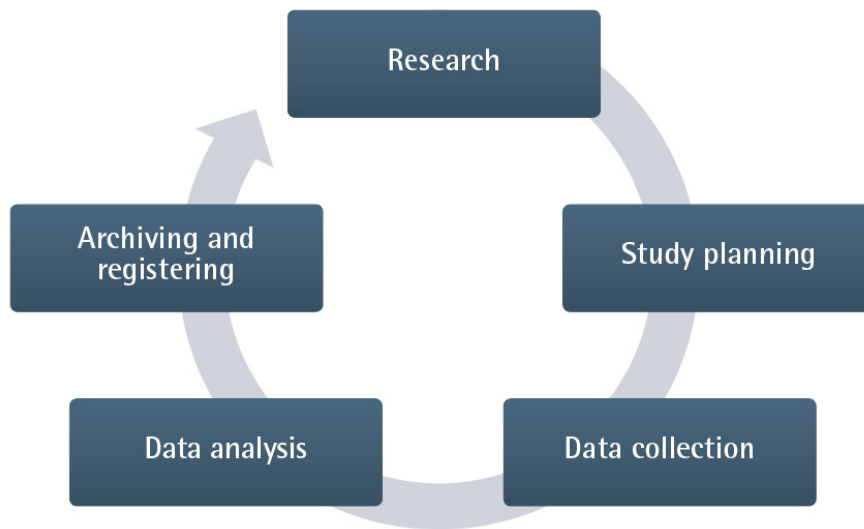 Research
Study planning
Data collection
Data analysis
Archiving and
registering